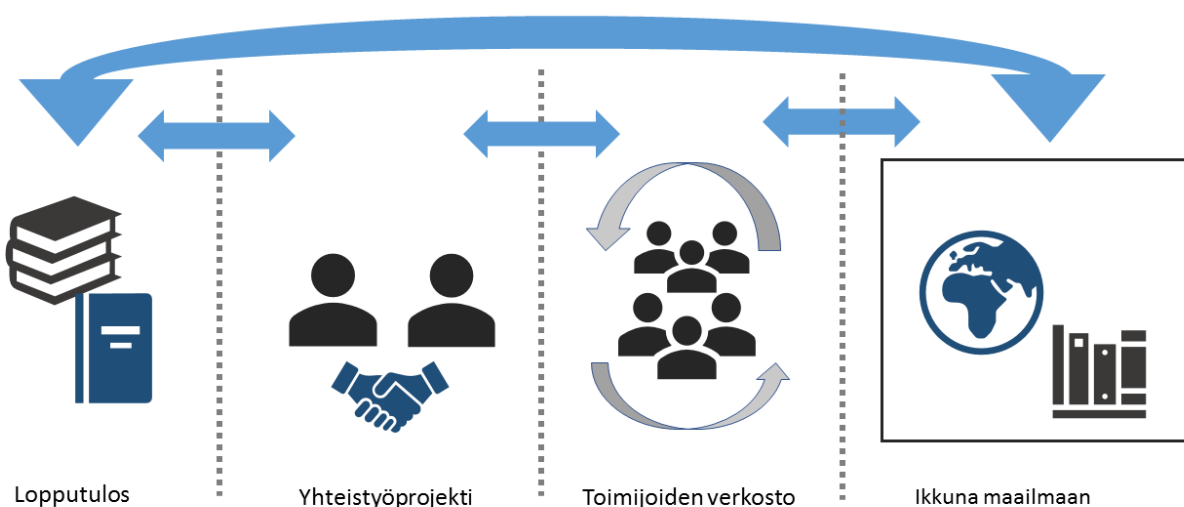 Lopputulos
Yhteistyöprojekti
Toimijoiden verkosto
Ikkuna maailmaan